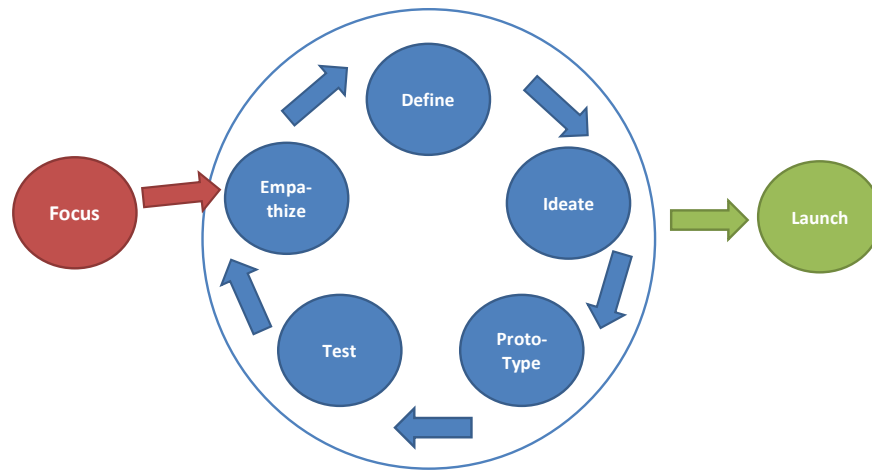 Focus
Empa-
thize
Define
Ideate
Proto-
Type
Test
Launch